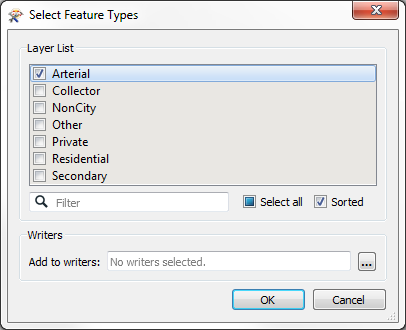 Select Feature Types
Layer List
Arterial
Collector
NonCity
Other
Private
Residential
Secondary
Filter
Select all
Sorted
Writers
Add to writers: No writers selected. ...
OK Cancel